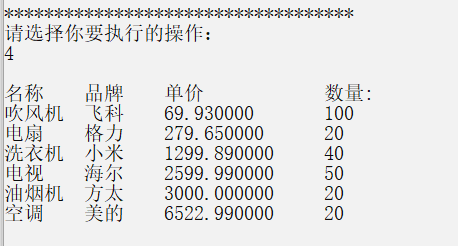 ***********************************
请选择你要执行的操作:
4
名称 品牌 单价 数量:
吹风机 飞科 69.930000 100
电扇 格力 279.650000 20
洗衣机 小米 1299.890000 40
电视 海尔 2599.990000 50
油烟机 方太 3000.000000 20
空调 美的 6522.990000 20